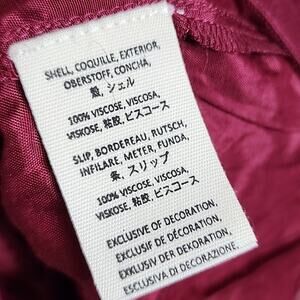 SHELL, COQUILLE, EXTERIOR,
OBERSTOFF, CONCHA,
殼, シェル
100% VISCOSE, VISCOSA,
VISKOSE, 粘胶, ビスコース
SLIP, BORDEREAU, RUTSCH,
INFILARE, METER, FUNDA,
条, スリップ
100% VISCOSE, VISCOSA,
VISKOSE, 粘胶, ビスコース
EXCLUSIVE OF DECORATION,
EXCLUSIF DE DÉCORATION,
EXKLUSIV DER DEKORATION,
ESCLUSIVA DI DECORAZIONE,